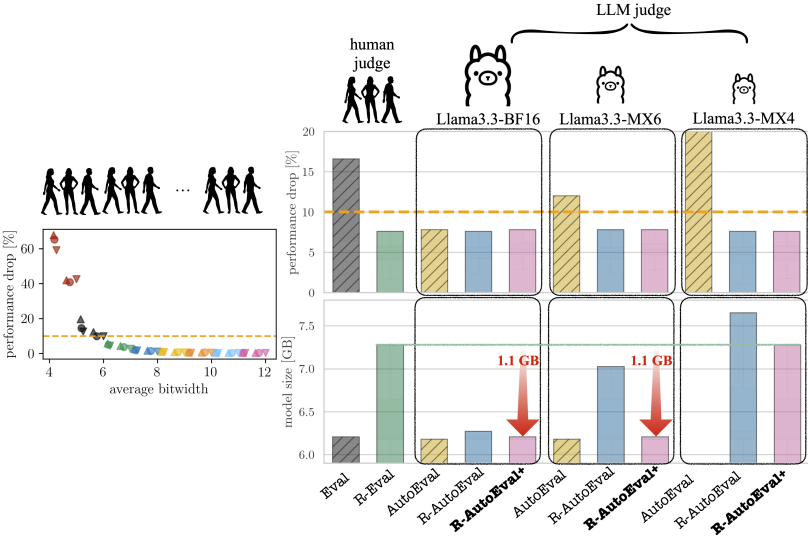 LLM judge
human
judge
Llama3.3-BF16
Llama3.3-MX6
Llama3.3-MX4
...
performance drop [%]
60
40
20
0
4
6
8
10
12
average bitwidth
performance drop [%]
20
15
10
5
0
model size [GB]
7.5
7.0
6.5
6.0
1.1 GB
1.1 GB
Eval
R-Eval
AutoEval
R-AutoEval
R-AutoEval+
AutoEval
R-AutoEval
R-AutoEval+
AutoEval
R-AutoEval
R-AutoEval+